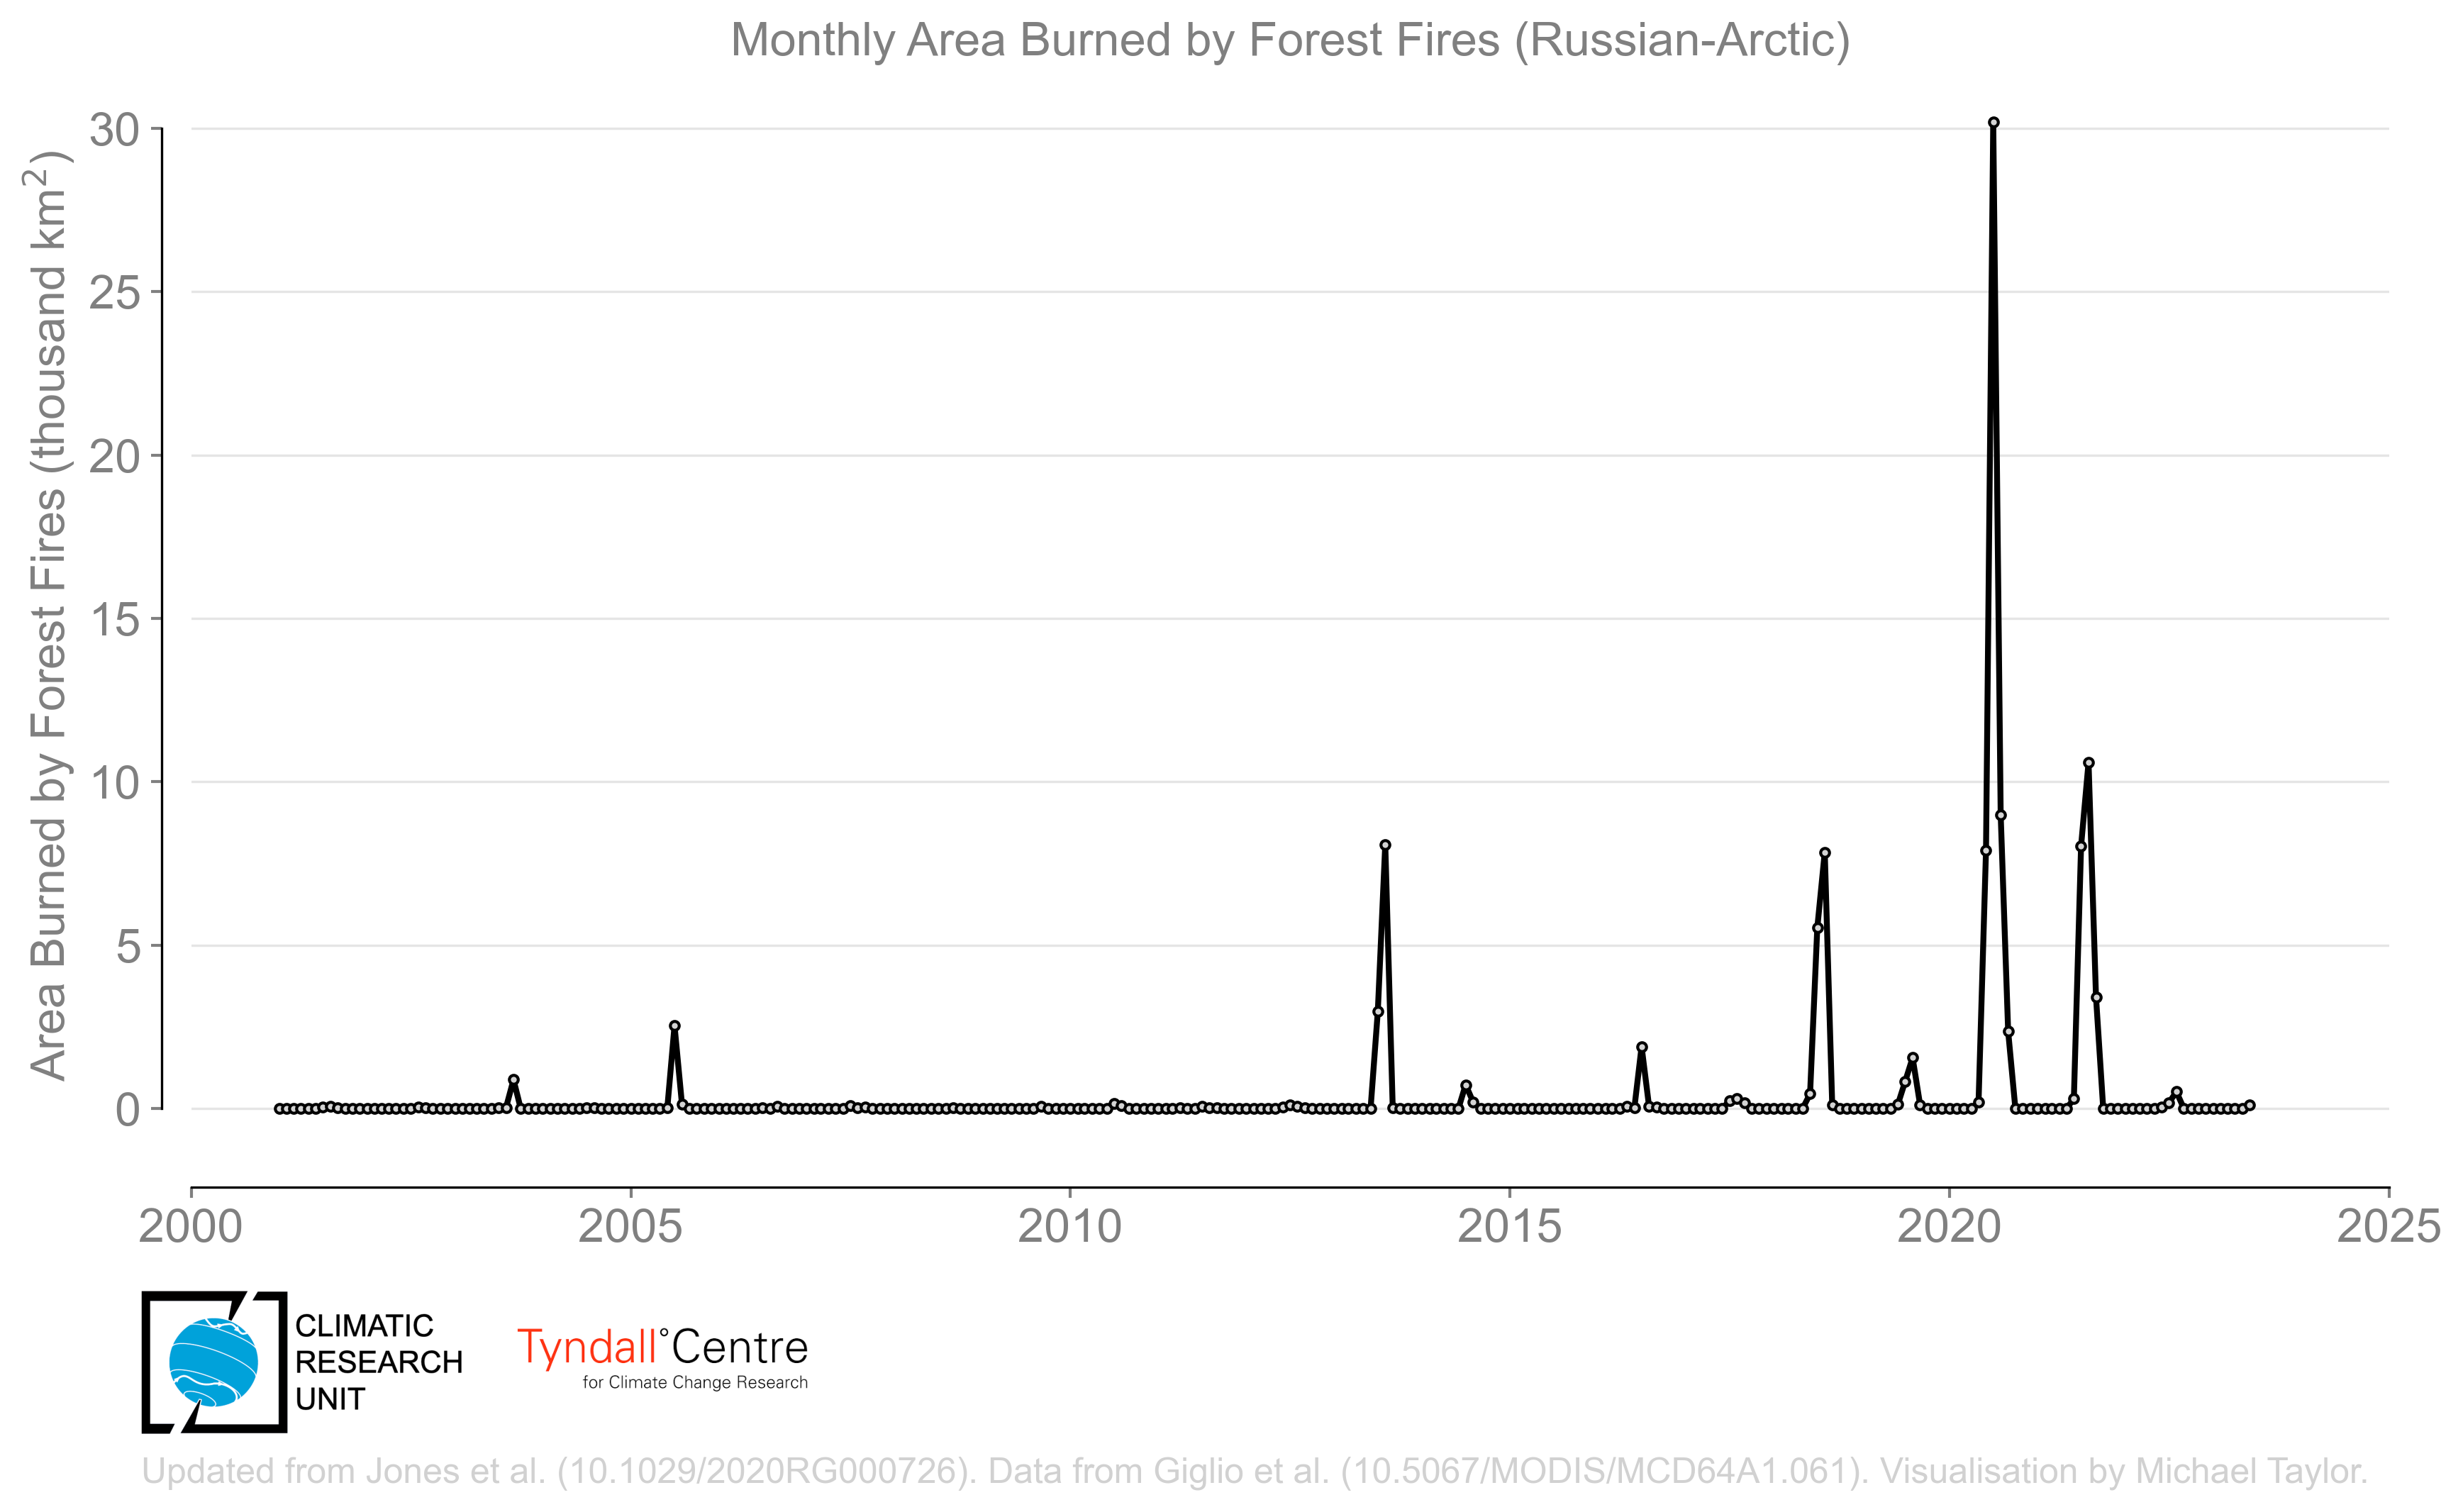 Monthly Area Burned by Forest Fires (Russian-Arctic)
Area Burned by Forest Fires (thousand km²)
30
25
20
15
10
5
0
2000 2005 2010 2015 2020 2025
CLIMATIC
RESEARCH
UNIT
Tyndall°Centre
for Climate Change Research
Updated from Jones et al. (10.1029/2020RG000726). Data from Giglio et al. (10.5067/MODIS/MCD64A1.061). Visualisation by Michael Taylor.